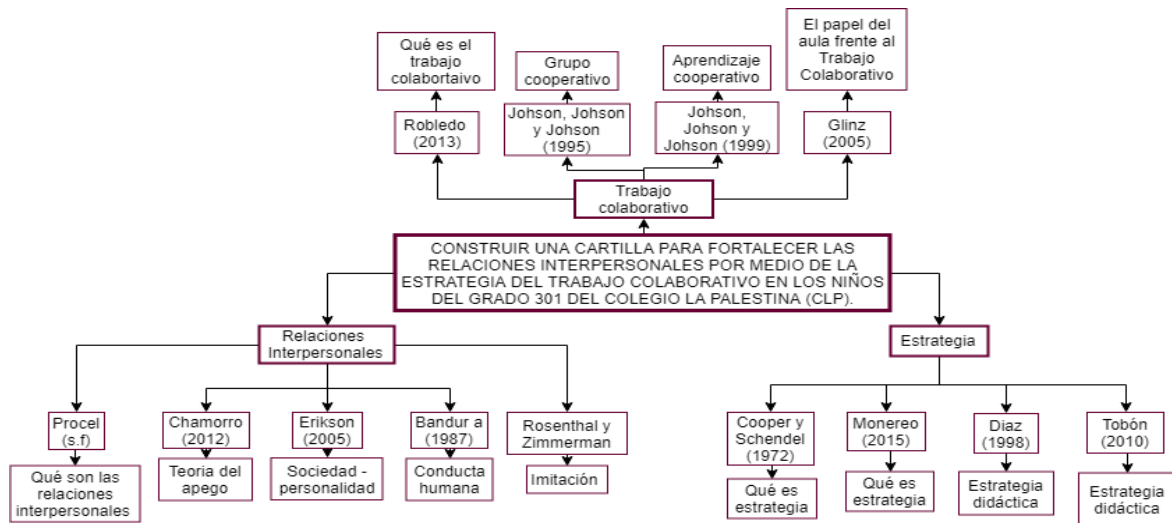 Qué es el
trabajo
colabortaivo
Grupo
cooperativo
Aprendizaje
cooperativo
El papel del
aula frente al
Trabajo
Colaborativo
Robledo
(2013)
Johson, Johson
y Johson
(1995)
Johson,
Johson y
Johson (1999)
Glinz
(2005)
Trabajo
colaborativo
CONSTRUIR UNA CARTILLA PARA FORTALECER LAS
RELACIONES INTERPERSONALES POR MEDIO DE LA
ESTRATEGIA DEL TRABAJO COLABORATIVO EN LOS NIÑOS
DEL GRADO 301 DEL COLEGIO LA PALESTINA (CLP).
Relaciones
Interpersonales
Estrategia
Procel
(s.f)
Chamorro
(2012)
Erikson
(2005)
Bandur a
(1987)
Rosenthal y
Zimmerman
Cooper y
Schendel
(1972)
Monereo
(2015)
Diaz
(1998)
Tobón
(2010)
Qué son las
relaciones
interpersonales
Teoria del
apego
Sociedad -
personalidad
Conducta
humana
Imitación
Qué es
estrategia
Qué es
estrategia
Estrategia
didáctica
Estrategia
didáctica